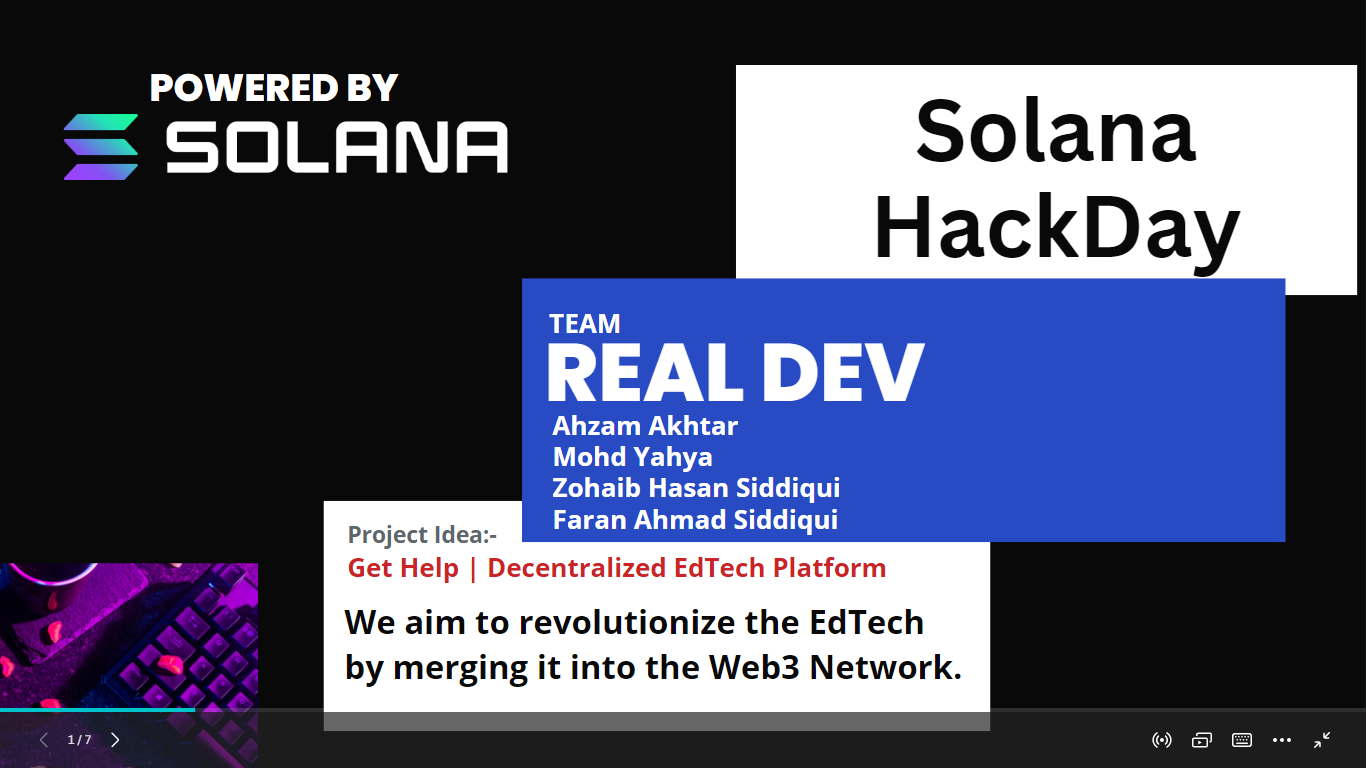 POWERED BY
SOLANA
Solana
HackDay
TEAM
REAL DEV
Ahzam Akhtar
Mohd Yahya
Zohaib Hasan Siddiqui
Faran Ahmad Siddiqui
Project Idea:-
Get Help | Decentralized EdTech Platform
We aim to revolutionize the EdTech
by merging it into the Web3 Network.
1/7